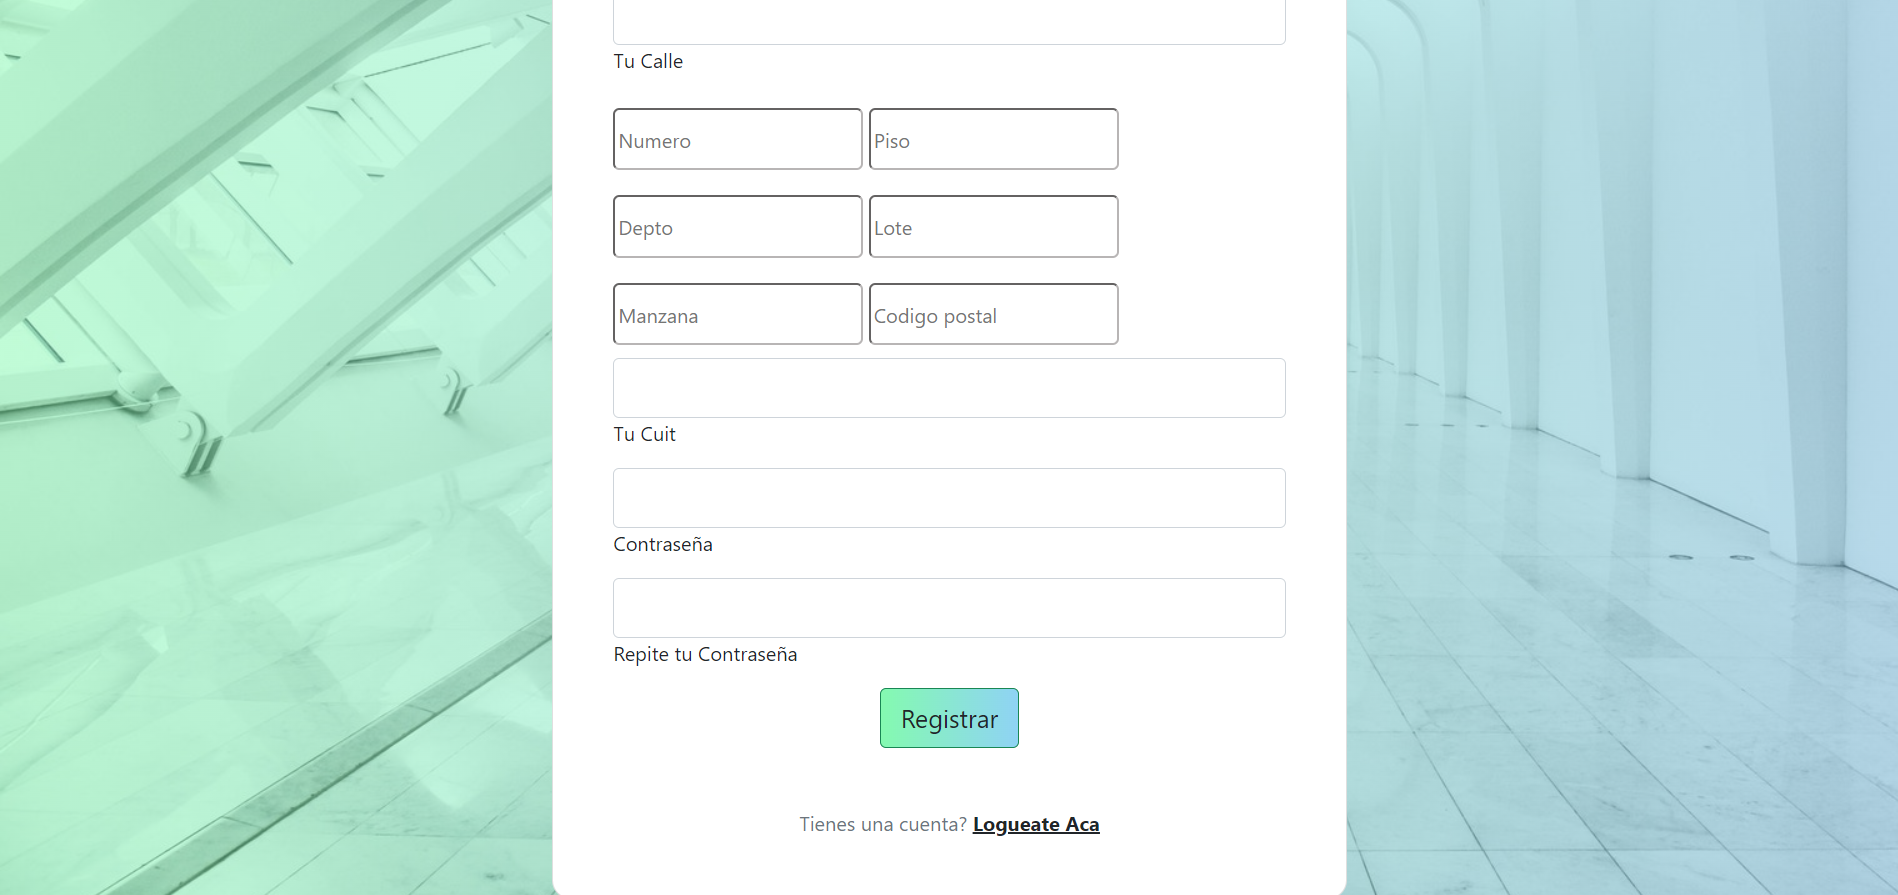 Tu Calle
Numero Piso
Depto Lote
Manzana Codigo postal
Tu Cuit
Contraseña
Repite tu Contraseña
Registrar
Tienes una cuenta? Logueate Aca